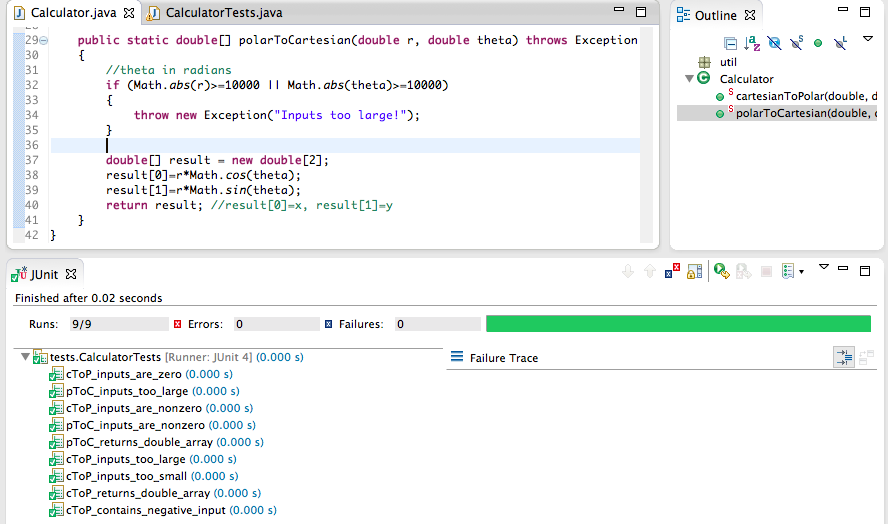 Calculator.java
CalculatorTests.java
29 public static double[] polarToCartesian(double r, double theta) throws Exception
30 {
31 //theta in radians
32 if (Math.abs(r)>=10000 || Math.abs(theta)>=10000)
33 {
34 throw new Exception("Inputs too large!");
35 }
36
37 double[] result = new double[2];
38 result[0]=r*Math.cos(theta);
39 result[1]=r*Math.sin(theta);
40 return result; //result[0]=x, result[1]=y
41 }
42 }
Outline
util
Calculator
cartesianToPolar(double, d
polarToCartesian(double, d
JUnit
Finished after 0.02 seconds
Runs: 9/9 Errors: 0 Failures: 0
tests.CalculatorTests [Runner: JUnit 4] (0.000 s)
cToP_inputs_are_zero (0.000 s)
pToC_inputs_too_large (0.000 s)
cToP_inputs_are_nonzero (0.000 s)
pToC_inputs_are_nonzero (0.000 s)
pToC_returns_double_array (0.000 s)
cToP_inputs_too_large (0.000 s)
cToP_inputs_too_small (0.000 s)
cToP_returns_double_array (0.000 s)
cToP_contains_negative_input (0.000 s)
Failure Trace